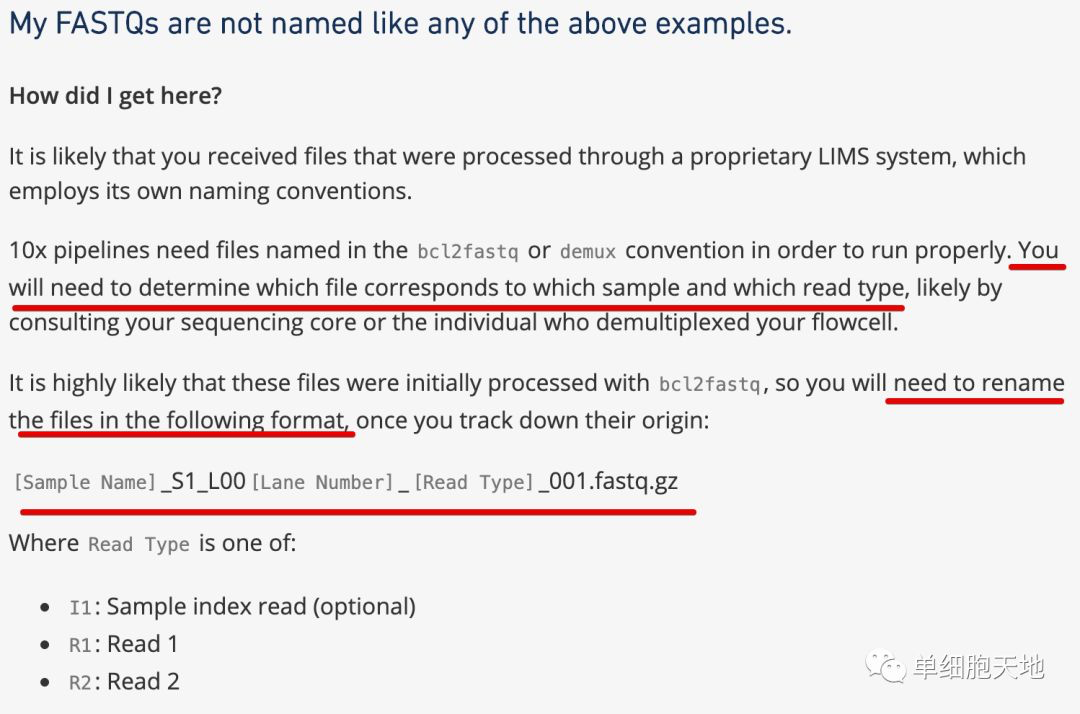 My FASTQs are not named like any of the above examples.
How did I get here?
It is likely that you received files that were processed through a proprietary LIMS system, which
employs its own naming conventions.
10x pipelines need files named in the bcl2fastq or demux convention in order to run properly. You
will need to determine which file corresponds to which sample and which read type, likely by
consulting your sequencing core or the individual who demultiplexed your flowcell.
It is highly likely that these files were initially processed with bcl2fastq, so you will need to rename
the files in the following format, once you track down their origin:
[Sample Name]_S1_L00[Lane Number]_[Read Type]_001.fastq.gz
Where Read Type is one of:
• I1: Sample index read (optional)
• R1: Read 1
• R2: Read 2
单细胞天地